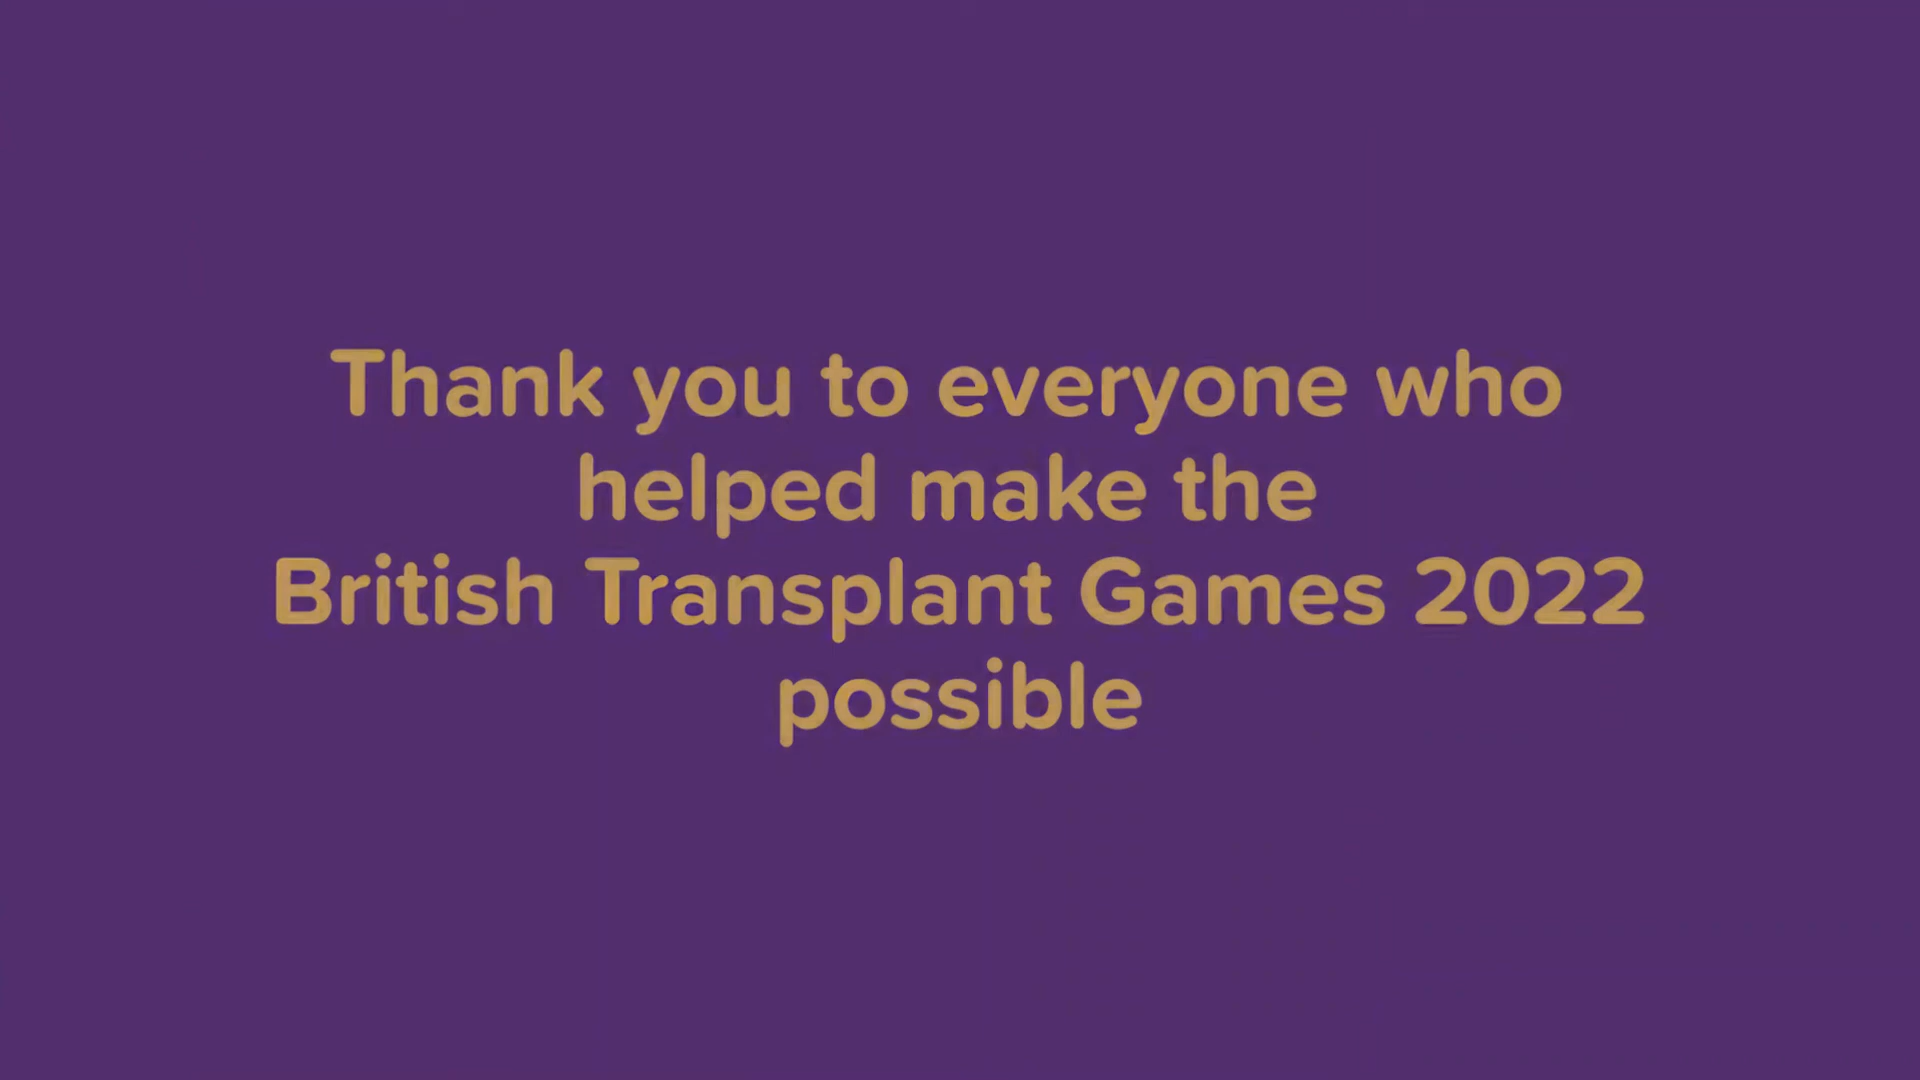 Thank you to everyone who
helped make the
British Transplant Games 2022
possible